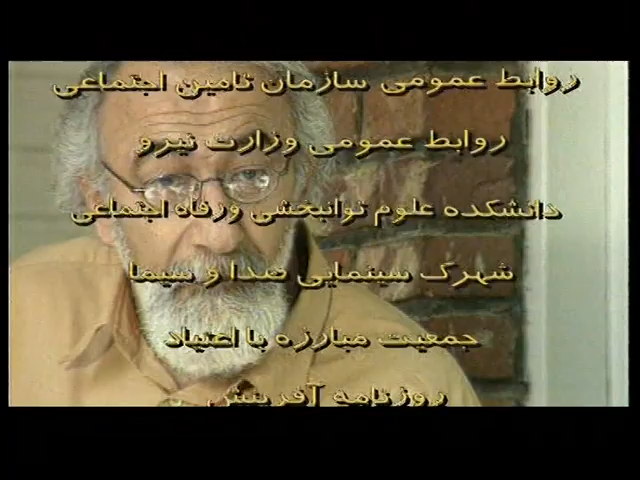 روابط عمومی سازمان تامین اجتماعی
روابط عمومی وزارت نیرو
دانشکده علوم توانبخشی ورفاه اجتماعی
شهرک سینمایی صدا و سیما
جمعیت مبارزه با اعتیاد
روزنامه آفرینش